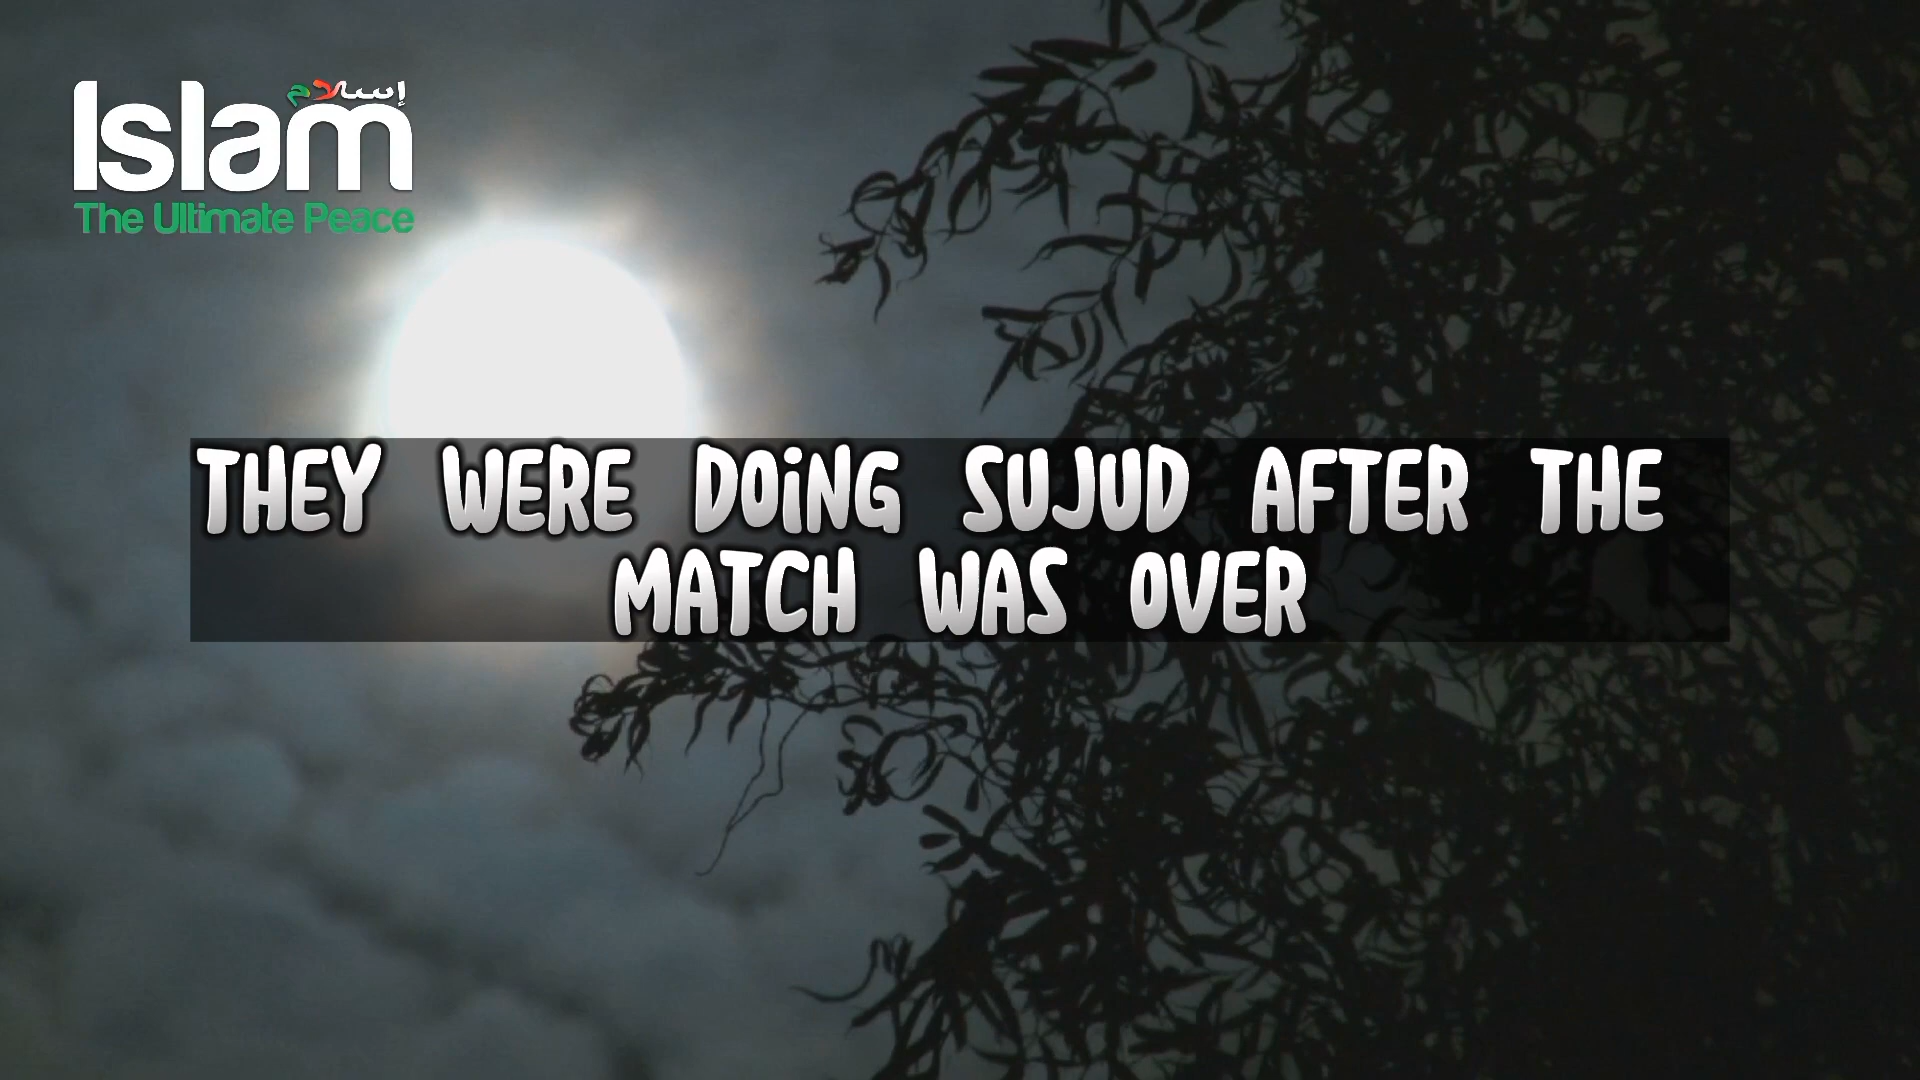 إسلام
Islam
The Ultimate Peace
THEY WERE DOING SUJUD AFTER THE
MATCH WAS OVER